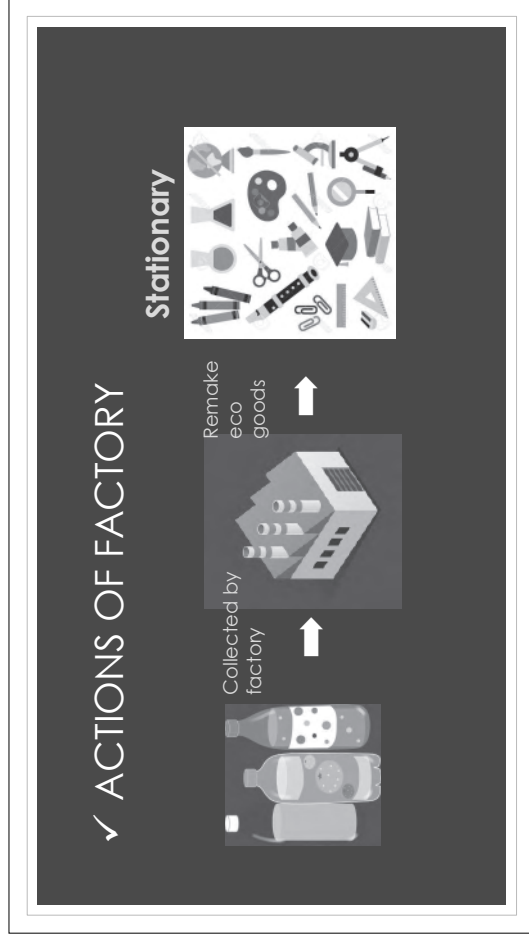 ✓ ACTIONS OF FACTORY
Collected by
factory
Remake
eco
goods
Stationary